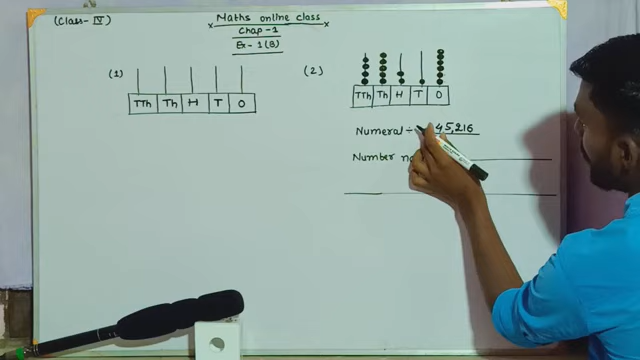 (Class- IV)
Maths online class
Chap-1
Ex-1(B)
(1)
TTh Th H T O
(2)
TTh Th H T O
Numeral ÷ 45,216
Number